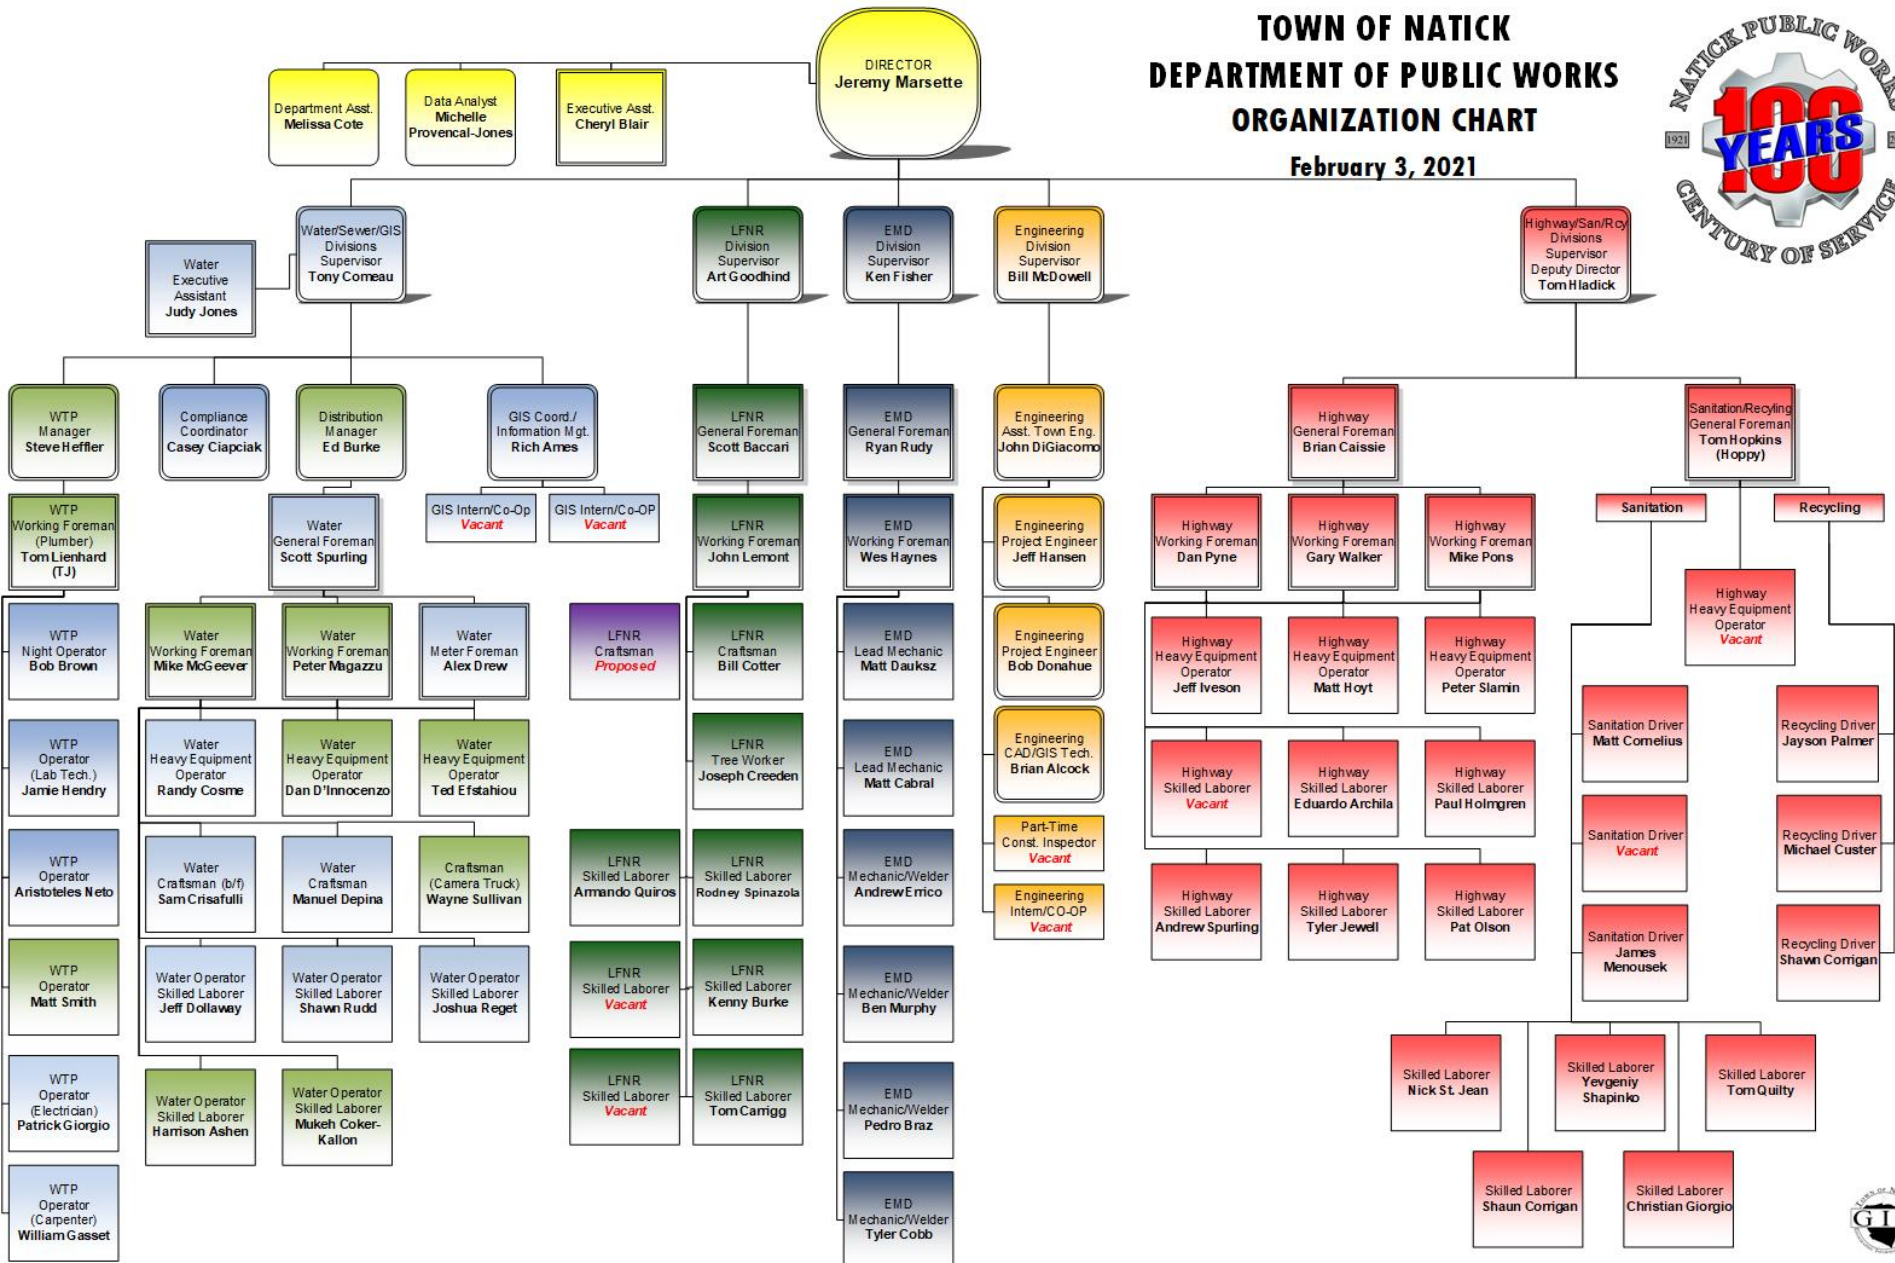 TOWN OF NATICK
DEPARTMENT OF PUBLIC WORKS
ORGANIZATION CHART
February 3, 2021
NATICK PUBLIC WORKS
1921
100
YEARS
CENTURY OF SERVICE
DIRECTOR
Jeremy Marsette
Department Asst.
Melissa Cote
Data Analyst
Michelle
Provencal-Jones
Executive Asst.
Cheryl Blair
Water/Sewer/GIS
Divisions
Supervisor
Tony Comeau
Water
Executive
Assistant
Judy Jones
LFNR
Division
Supervisor
Art Goodhind
EMD
Division
Supervisor
Ken Fisher
Engineering
Division
Supervisor
Bill McDowell
Highway/San/Rcy
Divisions
Supervisor
Deputy Director
Tom Hladick
WTP
Manager
Steve Heffler
Compliance
Coordinator
Casey Ciapciak
Distribution
Manager
Ed Burke
GIS Coord./
Information Mgt.
Rich Ames
LFNR
General Foreman
Scott Baccari
EMD
General Foreman
Ryan Rudy
Engineering
Asst. Town Eng.
John DiGiacomo
Highway
General Foreman
Brian Caissie
Sanitation/Recyling
General Foreman
Tom Hopkins
(Hoppy)
WTP
Working Foreman
(Plumber)
Tom Lienhard
(TJ)
Water
General Foreman
Scott Spurling
GIS Intern/Co-Op
Vacant
GIS Intern/Co-OP
Vacant
LFNR
Working Foreman
John Lemont
EMD
Working Foreman
Wes Haynes
Engineering
Project Engineer
Jeff Hansen
Highway
Working Foreman
Dan Pyne
Highway
Working Foreman
Gary Walker
Highway
Working Foreman
Mike Pons
Sanitation
Recycling
Highway
Heavy Equipment
Operator
Vacant
WTP
Night Operator
Bob Brown
Water
Working Foreman
Mike McGeever
Water
Working Foreman
Peter Magazzu
Water
Meter Foreman
Alex Drew
LFNR
Craftsman
Proposed
LFNR
Craftsman
Bill Cotter
EMD
Lead Mechanic
Matt Dauksz
Engineering
Project Engineer
Bob Donahue
Highway
Heavy Equipment
Operator
Jeff Iveson
Highway
Heavy Equipment
Operator
Matt Hoyt
Highway
Heavy Equipment
Operator
Peter Slamin
Sanitation Driver
Matt Cornelius
Recycling Driver
Jayson Palmer
WTP
Operator
(Lab Tech.)
Jamie Hendry
Water
Heavy Equipment
Operator
Randy Cosme
Water
Heavy Equipment
Operator
Dan D'Innocenzo
Water
Heavy Equipment
Operator
Ted Efstahiou
LFNR
Tree Worker
Joseph Creeden
EMD
Lead Mechanic
Matt Cabral
Engineering
CAD/GIS Tech.
Brian Alcock
Highway
Skilled Laborer
Vacant
Highway
Skilled Laborer
Eduardo Archila
Highway
Skilled Laborer
Paul Holmgren
Sanitation Driver
Vacant
Recycling Driver
Michael Custer
WTP
Operator
Aristoteles Neto
Water
Craftsman (b/f)
Sam Crisafulli
Water
Craftsman
Manuel Depina
Craftsman
(Camera Truck)
Wayne Sullivan
LFNR
Skilled Laborer
Armando Quiros
LFNR
Skilled Laborer
Rodney Spinazola
EMD
Mechanic/Welder
Andrew Errico
Part-Time
Const. Inspector
Vacant
Engineering
Intern/CO-OP
Vacant
Highway
Skilled Laborer
Andrew Spurling
Highway
Skilled Laborer
Tyler Jewell
Highway
Skilled Laborer
Pat Olson
Sanitation Driver
James
Menousek
Recycling Driver
Shawn Corrigan
WTP
Operator
Matt Smith
Water Operator
Skilled Laborer
Jeff Dollaway
Water Operator
Skilled Laborer
Shawn Rudd
Water Operator
Skilled Laborer
Joshua Reget
LFNR
Skilled Laborer
Vacant
LFNR
Skilled Laborer
Kenny Burke
EMD
Mechanic/Welder
Ben Murphy
WTP
Operator
(Electrician)
Patrick Giorgio
Water Operator
Skilled Laborer
Harrison Ashen
Water Operator
Skilled Laborer
Mukeh Coker-
Kallon
LFNR
Skilled Laborer
Vacant
LFNR
Skilled Laborer
Tom Carrigg
EMD
Mechanic/Welder
Pedro Braz
Skilled Laborer
Nick St. Jean
Skilled Laborer
Yevgeniy
Shapinko
Skilled Laborer
Tom Quilty
WTP
Operator
(Carpenter)
William Gasset
EMD
Mechanic/Welder
Tyler Cobb
Skilled Laborer
Shaun Corrigan
Skilled Laborer
Christian Giorgio